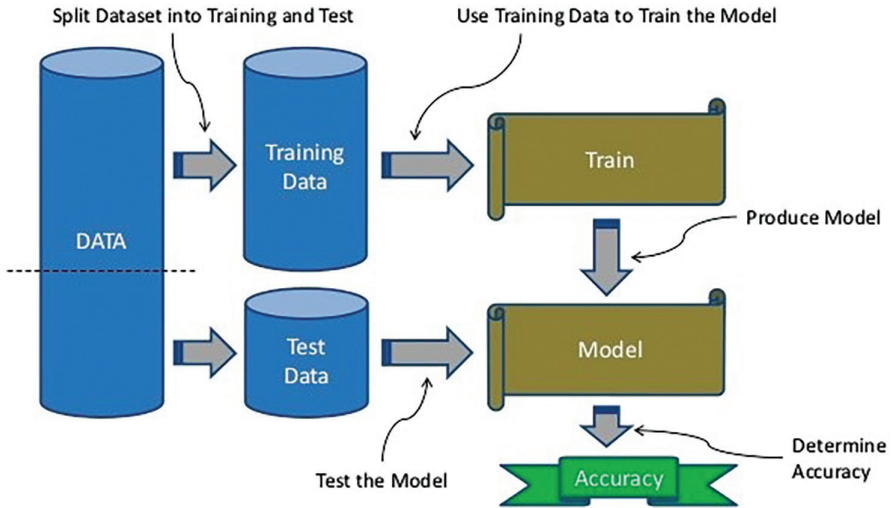 Split Dataset into Training and Test
Use Training Data to Train the Model
DATA
Training
Data
Train
Produce Model
Test
Data
Model
Test the Model
Determine
Accuracy
Accuracy